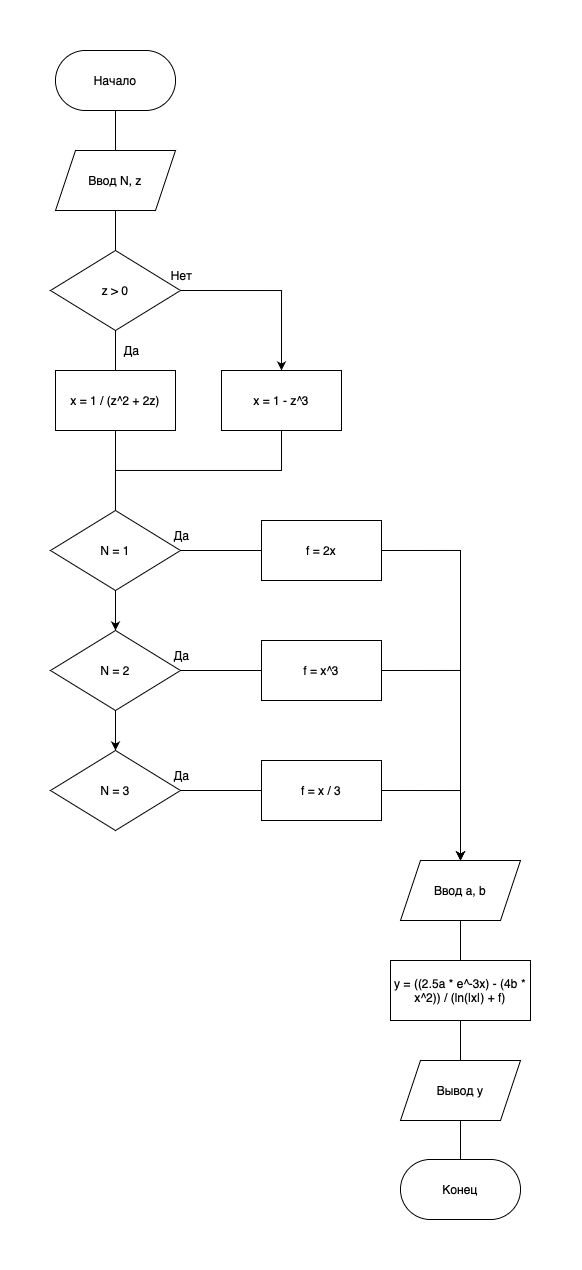 Начало
Ввод N, z
z > 0
Нет
Да
x = 1 / (z^2 + 2z)
x = 1 - z^3
N = 1
Да
f = 2x
N = 2
Да
f = x^3
N = 3
Да
f = x / 3
Ввод a, b
y = ((2.5a * e^-3x) - (4b *
x^2)) / (ln(|x|) + f)
Вывод y
Конец